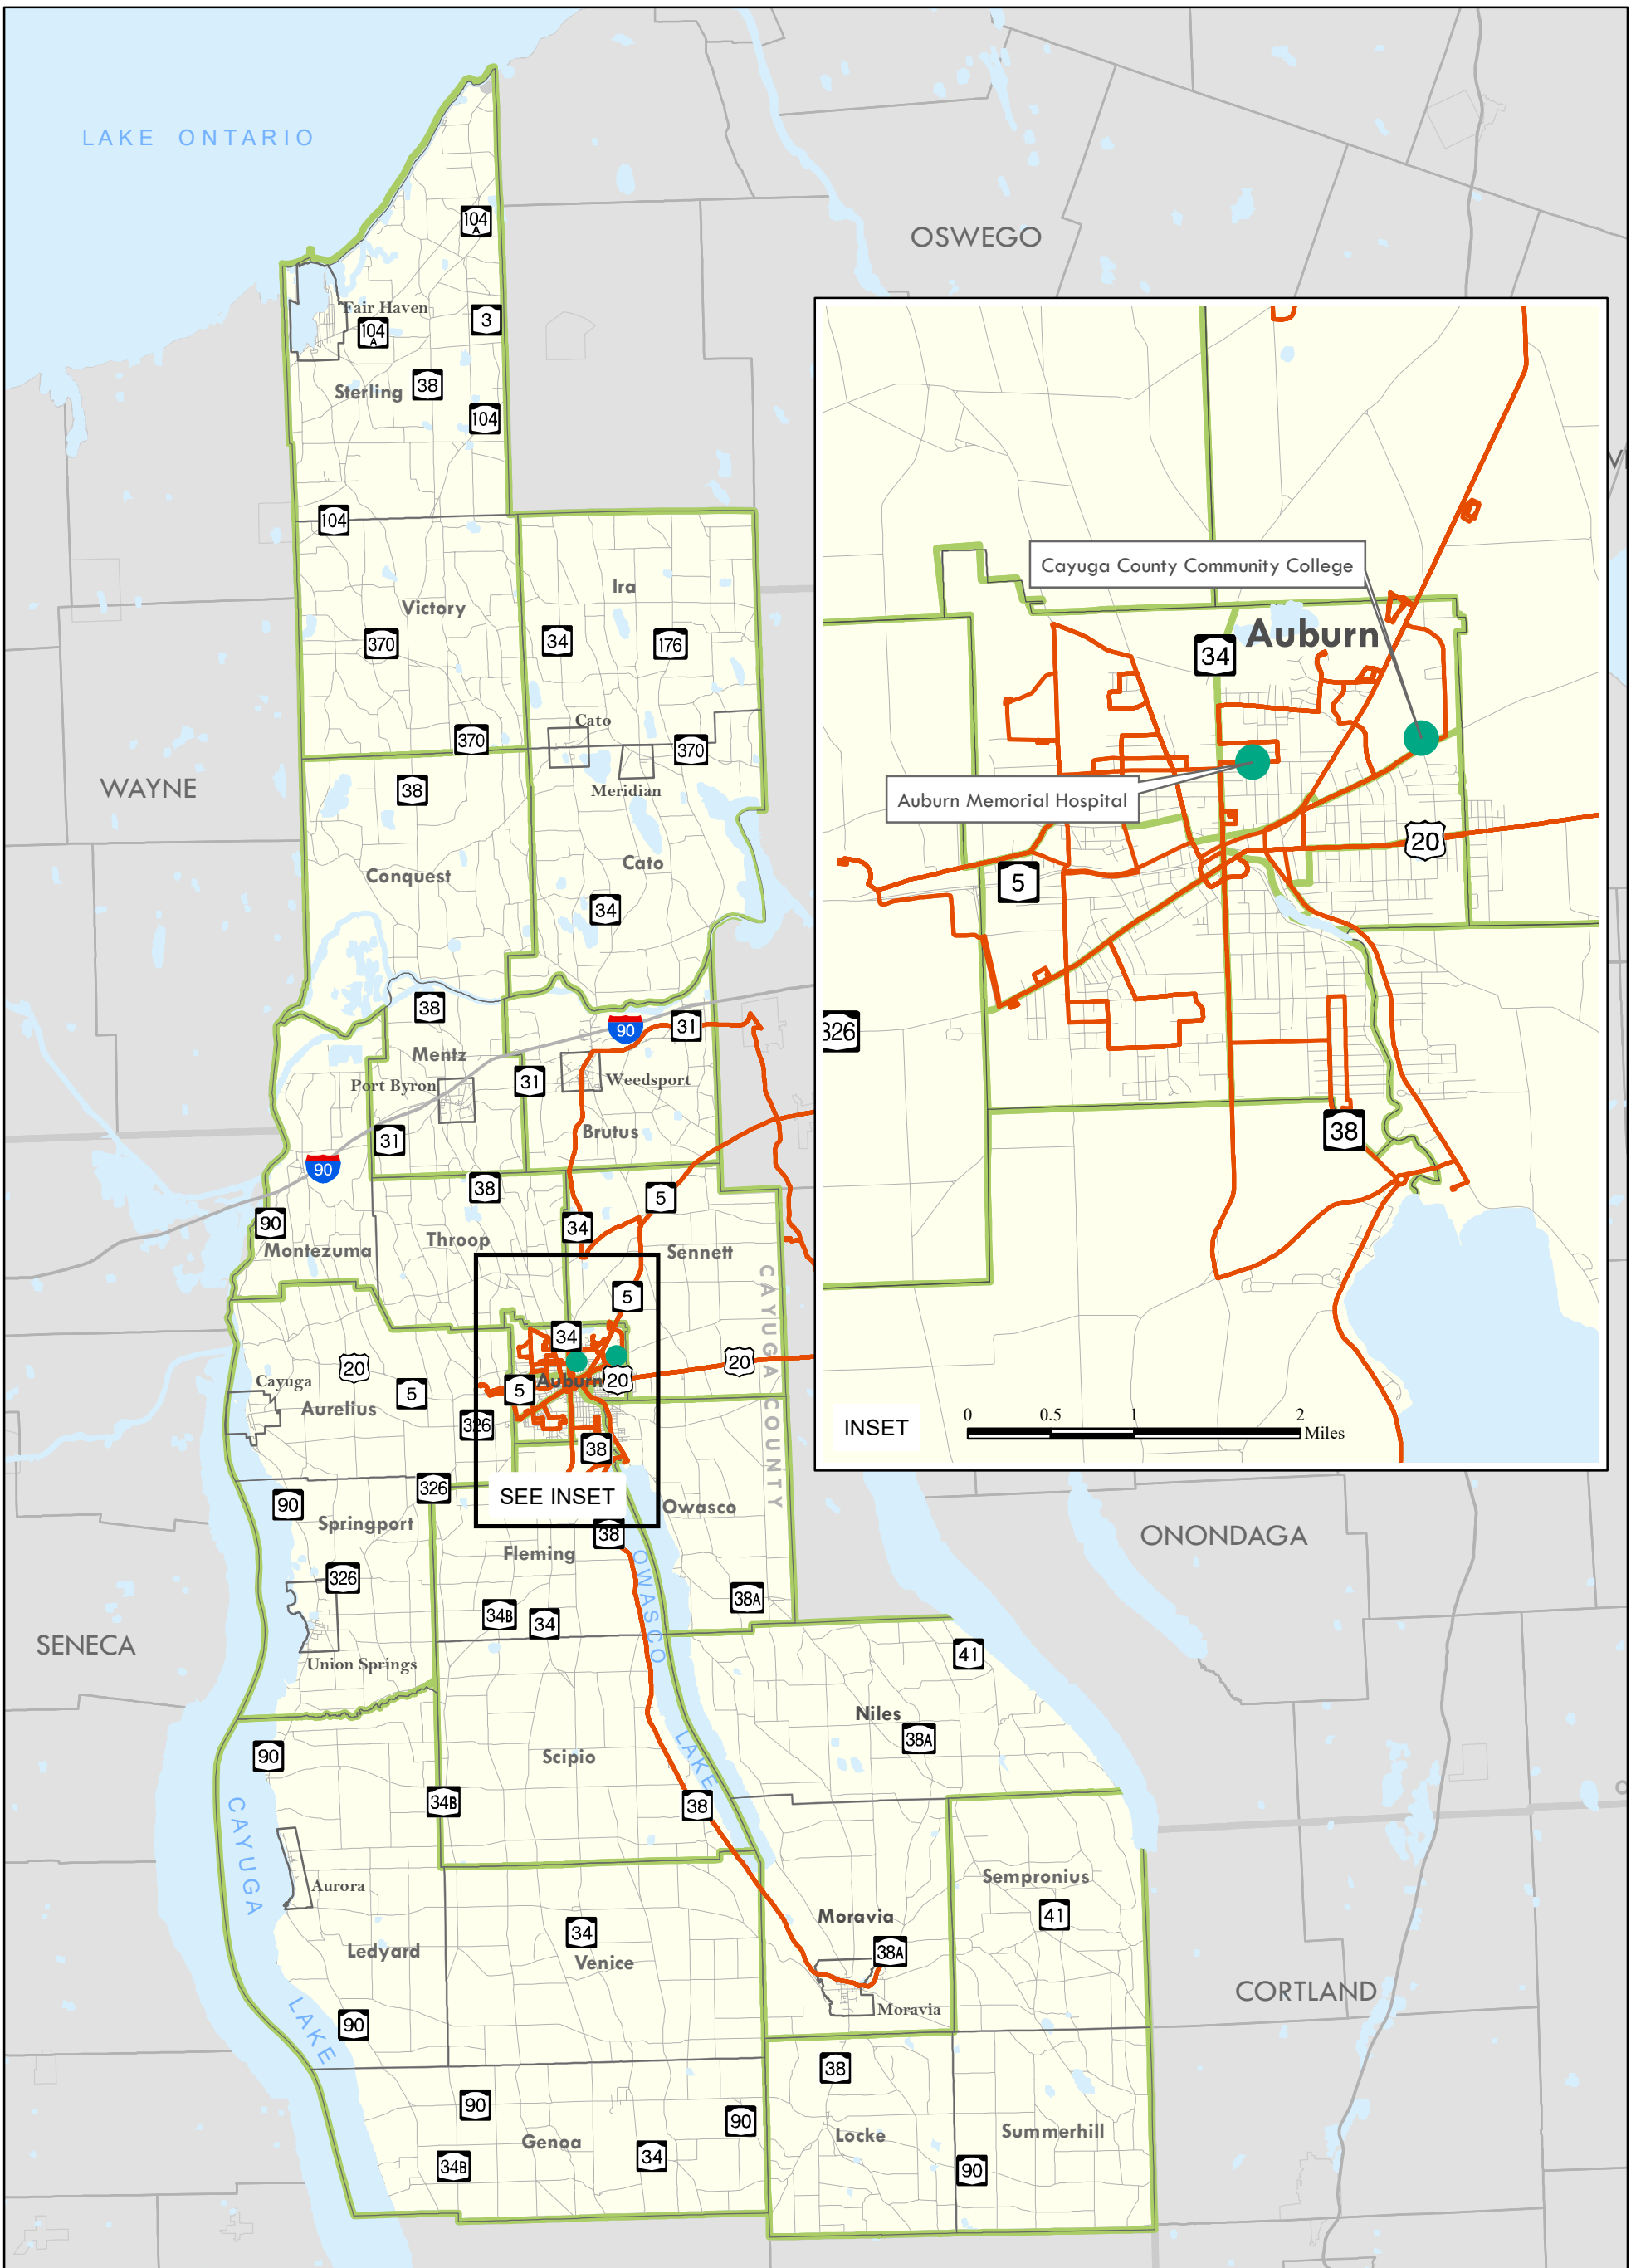 LAKE ONTARIO
OSWEGO
104
A
Fair Haven
104
A
3
Sterling
38
104
104
Ira
Victory
370
34
176
Cato
370
370
Meridian
WAYNE
38
Cato
Conquest
34
38
90
31
Mentz
Port Byron
31
Weedsport
Brutus
31
90
38
5
90
34
Throop
Montezuma
Sennett
5
34
CAYUGA COUNTY
20
20
Cayuga
5
5
Auburn
20
Aurelius
326
38
326
SEE INSET
90
Owasco
Springport
38
Fleming
ONONDAGA
326
38A
34B
34
SENECA
OWASCO
LAKE
41
Union Springs
Niles
38A
90
Scipio
34B
38
CAYUGA
LAKE
Sempronius
Aurora
Moravia
41
34
38A
Ledyard
Venice
CORTLAND
Moravia
90
38
90
90
Genoa
Locke
Summerhill
34B
34
90
Cayuga County Community College
Auburn
34
Auburn Memorial Hospital
20
5
326
38
INSET
0 0.5 1 2
Miles